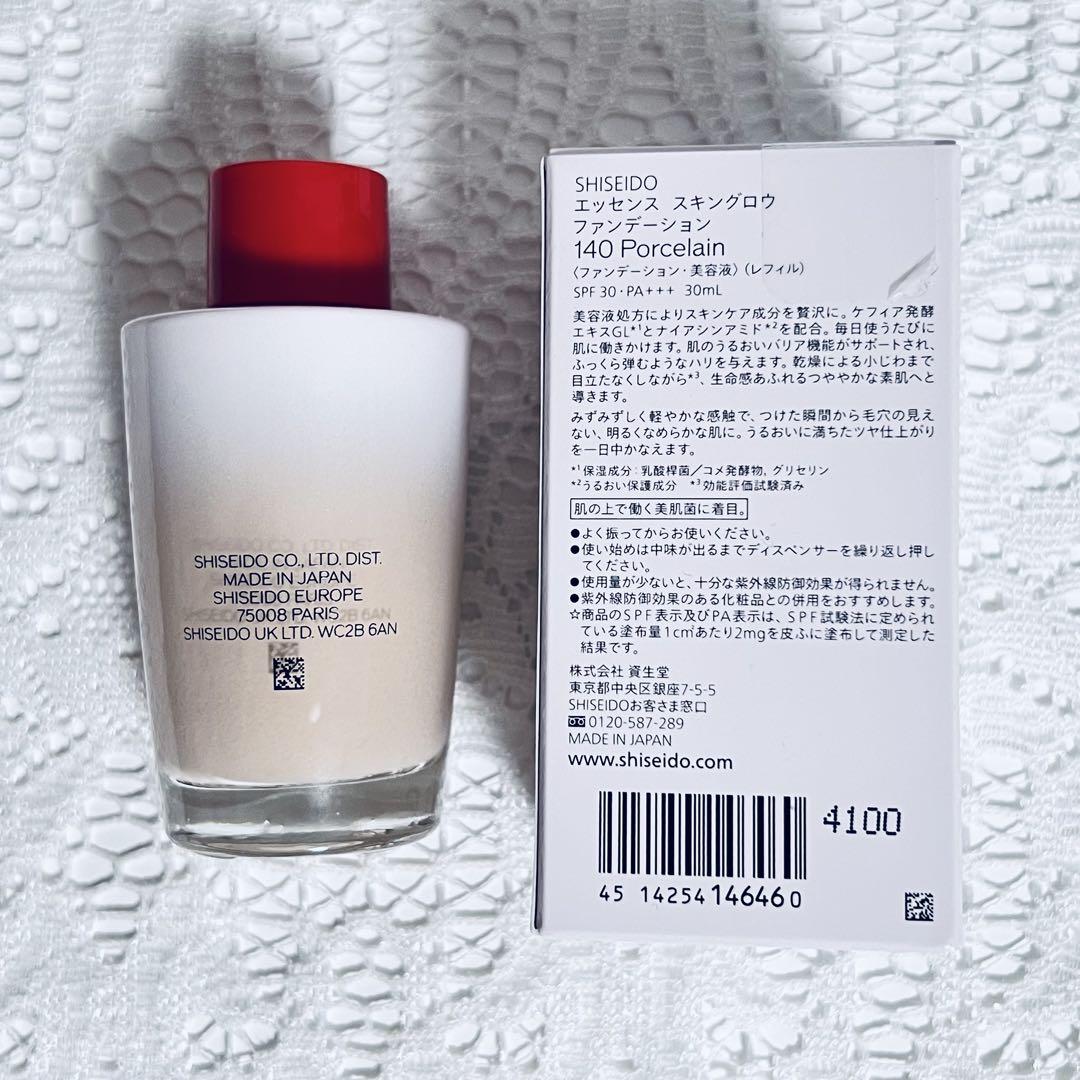 SHISEIDO CO., LTD. DIST.
MADE IN JAPAN
SHISEIDO EUROPE
75008 PARIS
SHISEIDO UK LTD. WC2B 6AN
SHISEIDO
エッセンス スキングロウ
ファンデーション
140 Porcelain
〈ファンデーション・美容液〉(レフィル)
SPF 30・PA+++ 30mL
美容液処方によりスキンケア成分を贅沢に。ケフィア発酵
エキスGL*1とナイアシンアミド*2を配合。毎日使うたびに
肌に働きかけます。肌のうるおいバリア機能がサポートされ、
ふっくら弾むようなハリを与えます。乾燥による小じわまで
目立たなくしながら*3、生命感あふれるつややかな素肌へと
導きます。
みずみずしく軽やかな感触で、つけた瞬間から毛穴の見え
ない、明るくなめらかな肌に。うるおいに満ちたツヤ仕上がり
を一日中かなえます。
*1 保湿成分:乳酸桿菌/コメ発酵物, グリセリン
*2 うるおい保護成分 *3 効能評価試験済み
肌の上で働く美肌菌に着目。
●よく振ってからお使いください。
●使い始めは中味が出るまでディスペンサーを繰り返し押し
てください。
●使用量が少ないと、十分な紫外線防御効果が得られません。
●紫外線防御効果のある化粧品との併用をおすすめします。
☆商品のSPF表示及びPA表示は、SPF試験法に定められ
ている塗布量1c㎡あたり2mgを皮ふに塗布して測定した
結果です。
株式会社 資生堂
東京都中央区銀座7-5-5
SHISEIDOお客さま窓口
0120-587-289
MADE IN JAPAN
www.shiseido.com
4100
45 14254 146460